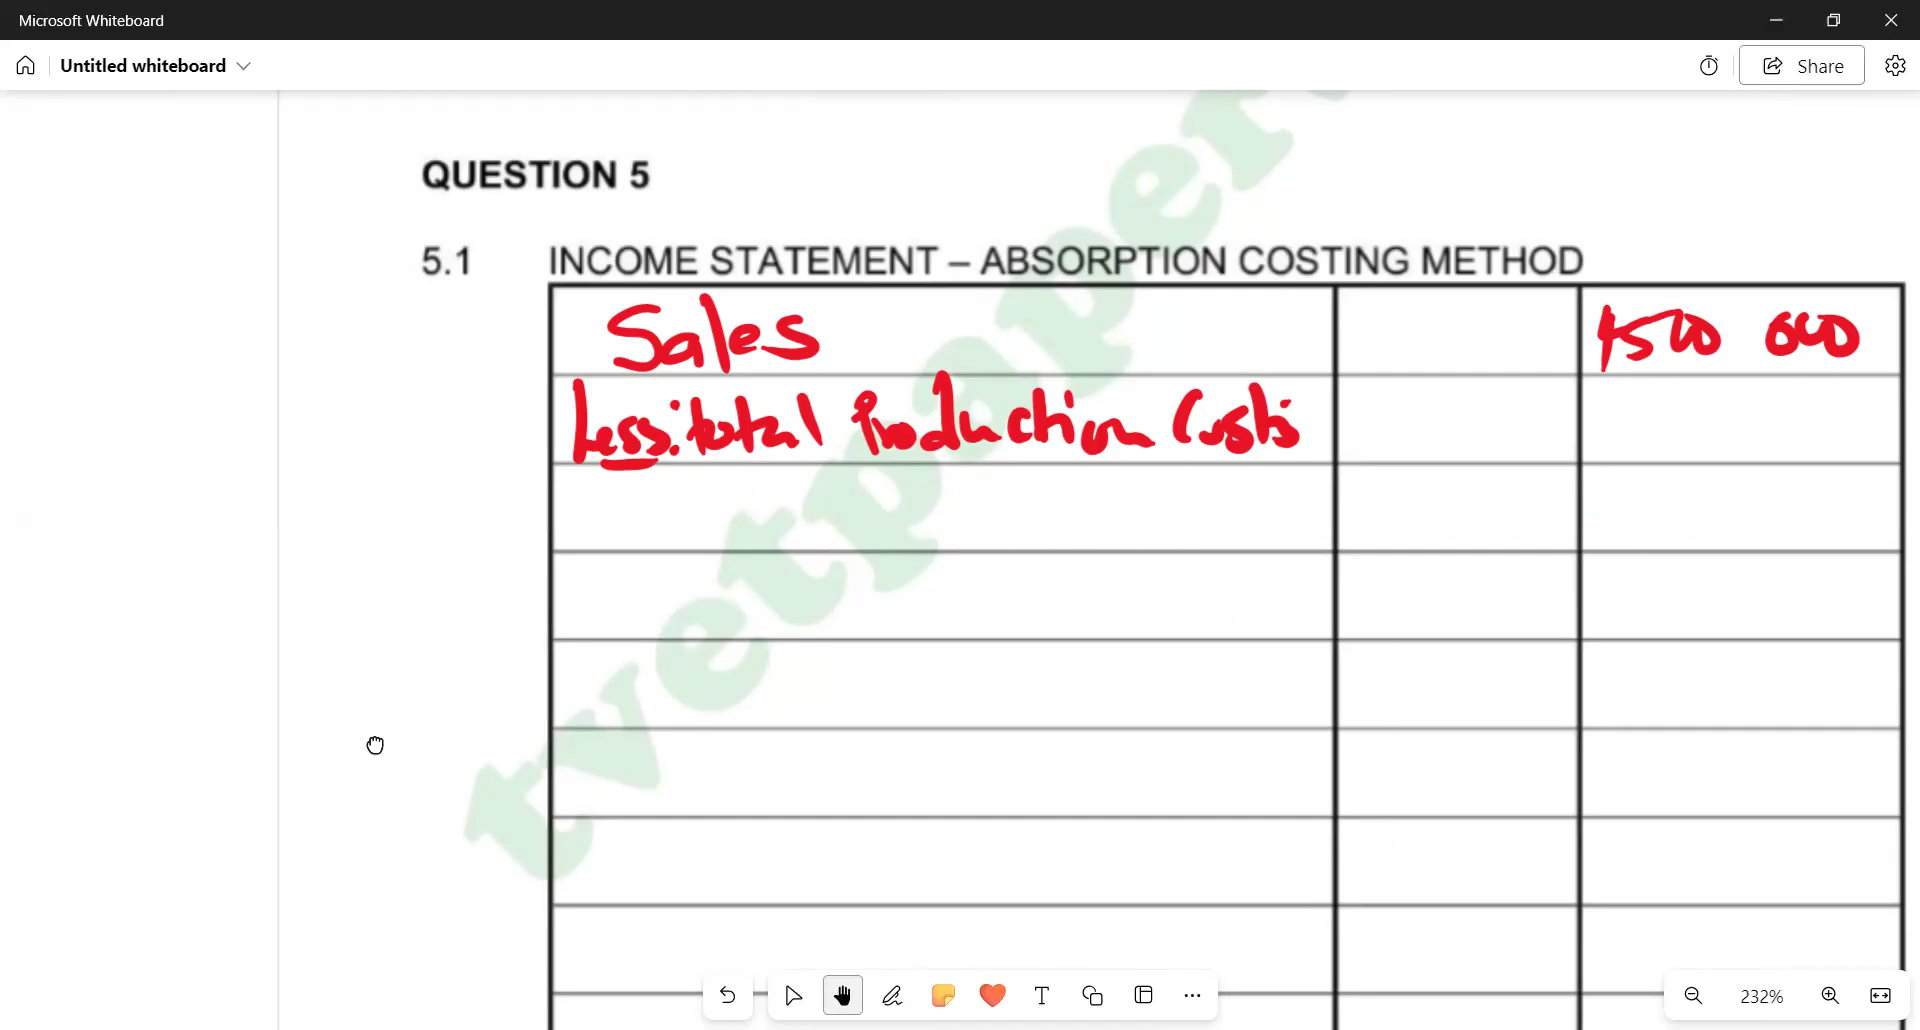 Microsoft Whiteboard
Untitled whiteboard
Share
QUESTION 5
5.1 INCOME STATEMENT – ABSORPTION COSTING METHOD
Sales 1500 000
Less: total Production Costs
tvetpaper
232%